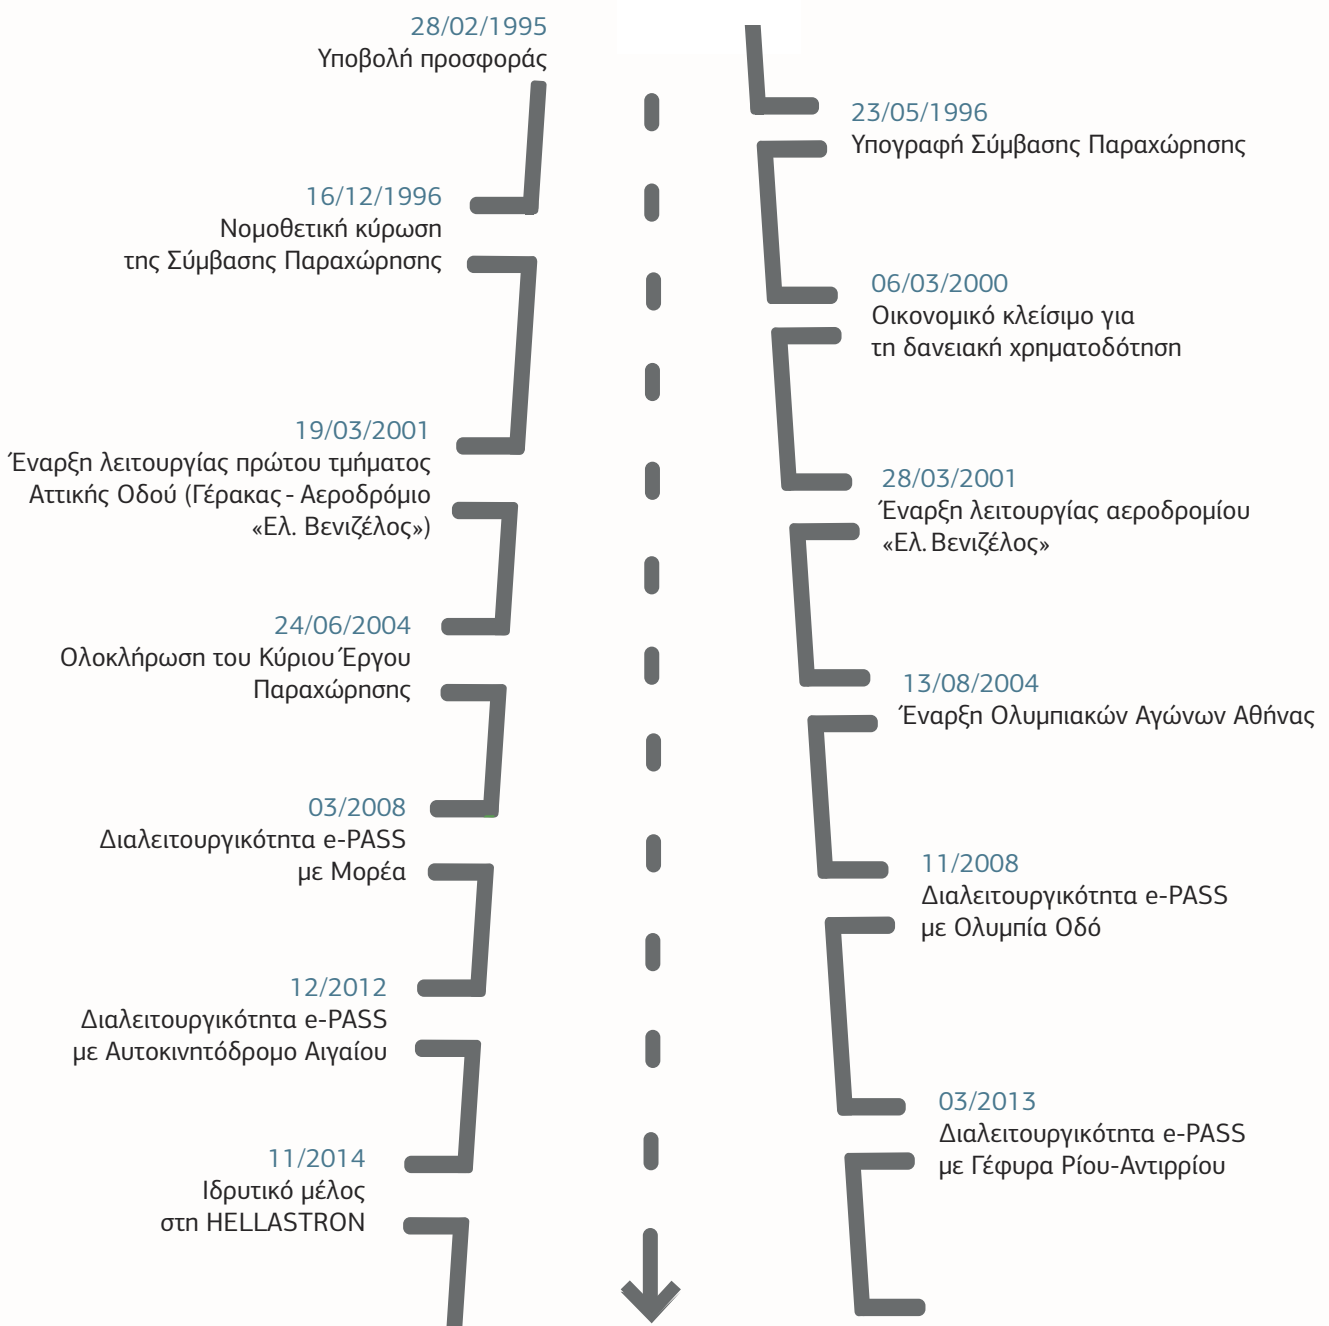 28/02/1995
Υποβολή προσφοράς
23/05/1996
Υπογραφή Σύμβασης Παραχώρησης
16/12/1996
Νομοθετική κύρωση
της Σύμβασης Παραχώρησης
06/03/2000
Οικονομικό κλείσιμο για
τη δανειακή χρηματοδότηση
19/03/2001
Έναρξη λειτουργίας πρώτου τμήματος
Αττικής Οδού (Γέρακας - Αεροδρόμιο
«Ελ. Βενιζέλος»)
28/03/2001
Έναρξη λειτουργίας αεροδρομίου
«Ελ. Βενιζέλος»
24/06/2004
Ολοκλήρωση του Κύριου Έργου
Παραχώρησης
13/08/2004
Έναρξη Ολυμπιακών Αγώνων Αθήνας
03/2008
Διαλειτουργικότητα e-PASS
με Μορέα
11/2008
Διαλειτουργικότητα e-PASS
με Ολυμπία Οδό
12/2012
Διαλειτουργικότητα e-PASS
με Αυτοκινητόδρομο Αιγαίου
03/2013
Διαλειτουργικότητα e-PASS
με Γέφυρα Ρίου-Αντιρρίου
11/2014
Ιδρυτικό μέλος
στη HELLASTRON